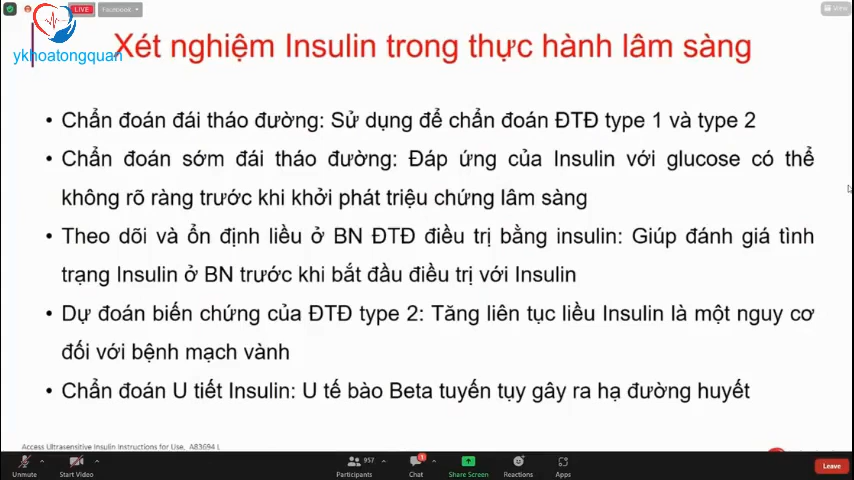 LIVE Facebook View
ykhoatongquan
Xét nghiệm Insulin trong thực hành lâm sàng
• Chẩn đoán đái tháo đường: Sử dụng để chẩn đoán ĐTĐ type 1 và type 2
• Chẩn đoán sớm đái tháo đường: Đáp ứng của Insulin với glucose có thể
không rõ ràng trước khi khởi phát triệu chứng lâm sàng
• Theo dõi và ổn định liều ở BN ĐTĐ điều trị bằng insulin: Giúp đánh giá tình
trạng Insulin ở BN trước khi bắt đầu điều trị với Insulin
• Dự đoán biến chứng của ĐTĐ type 2: Tăng liên tục liều Insulin là một nguy cơ
đối với bệnh mạch vành
• Chẩn đoán U tiết Insulin: U tế bào Beta tuyến tụy gây ra hạ đường huyết
Access Ultrasensitive Insulin Instructions for Use, A83694 L
957 1
Unmute Start Video Participants Chat Share Screen Reactions Apps Leave